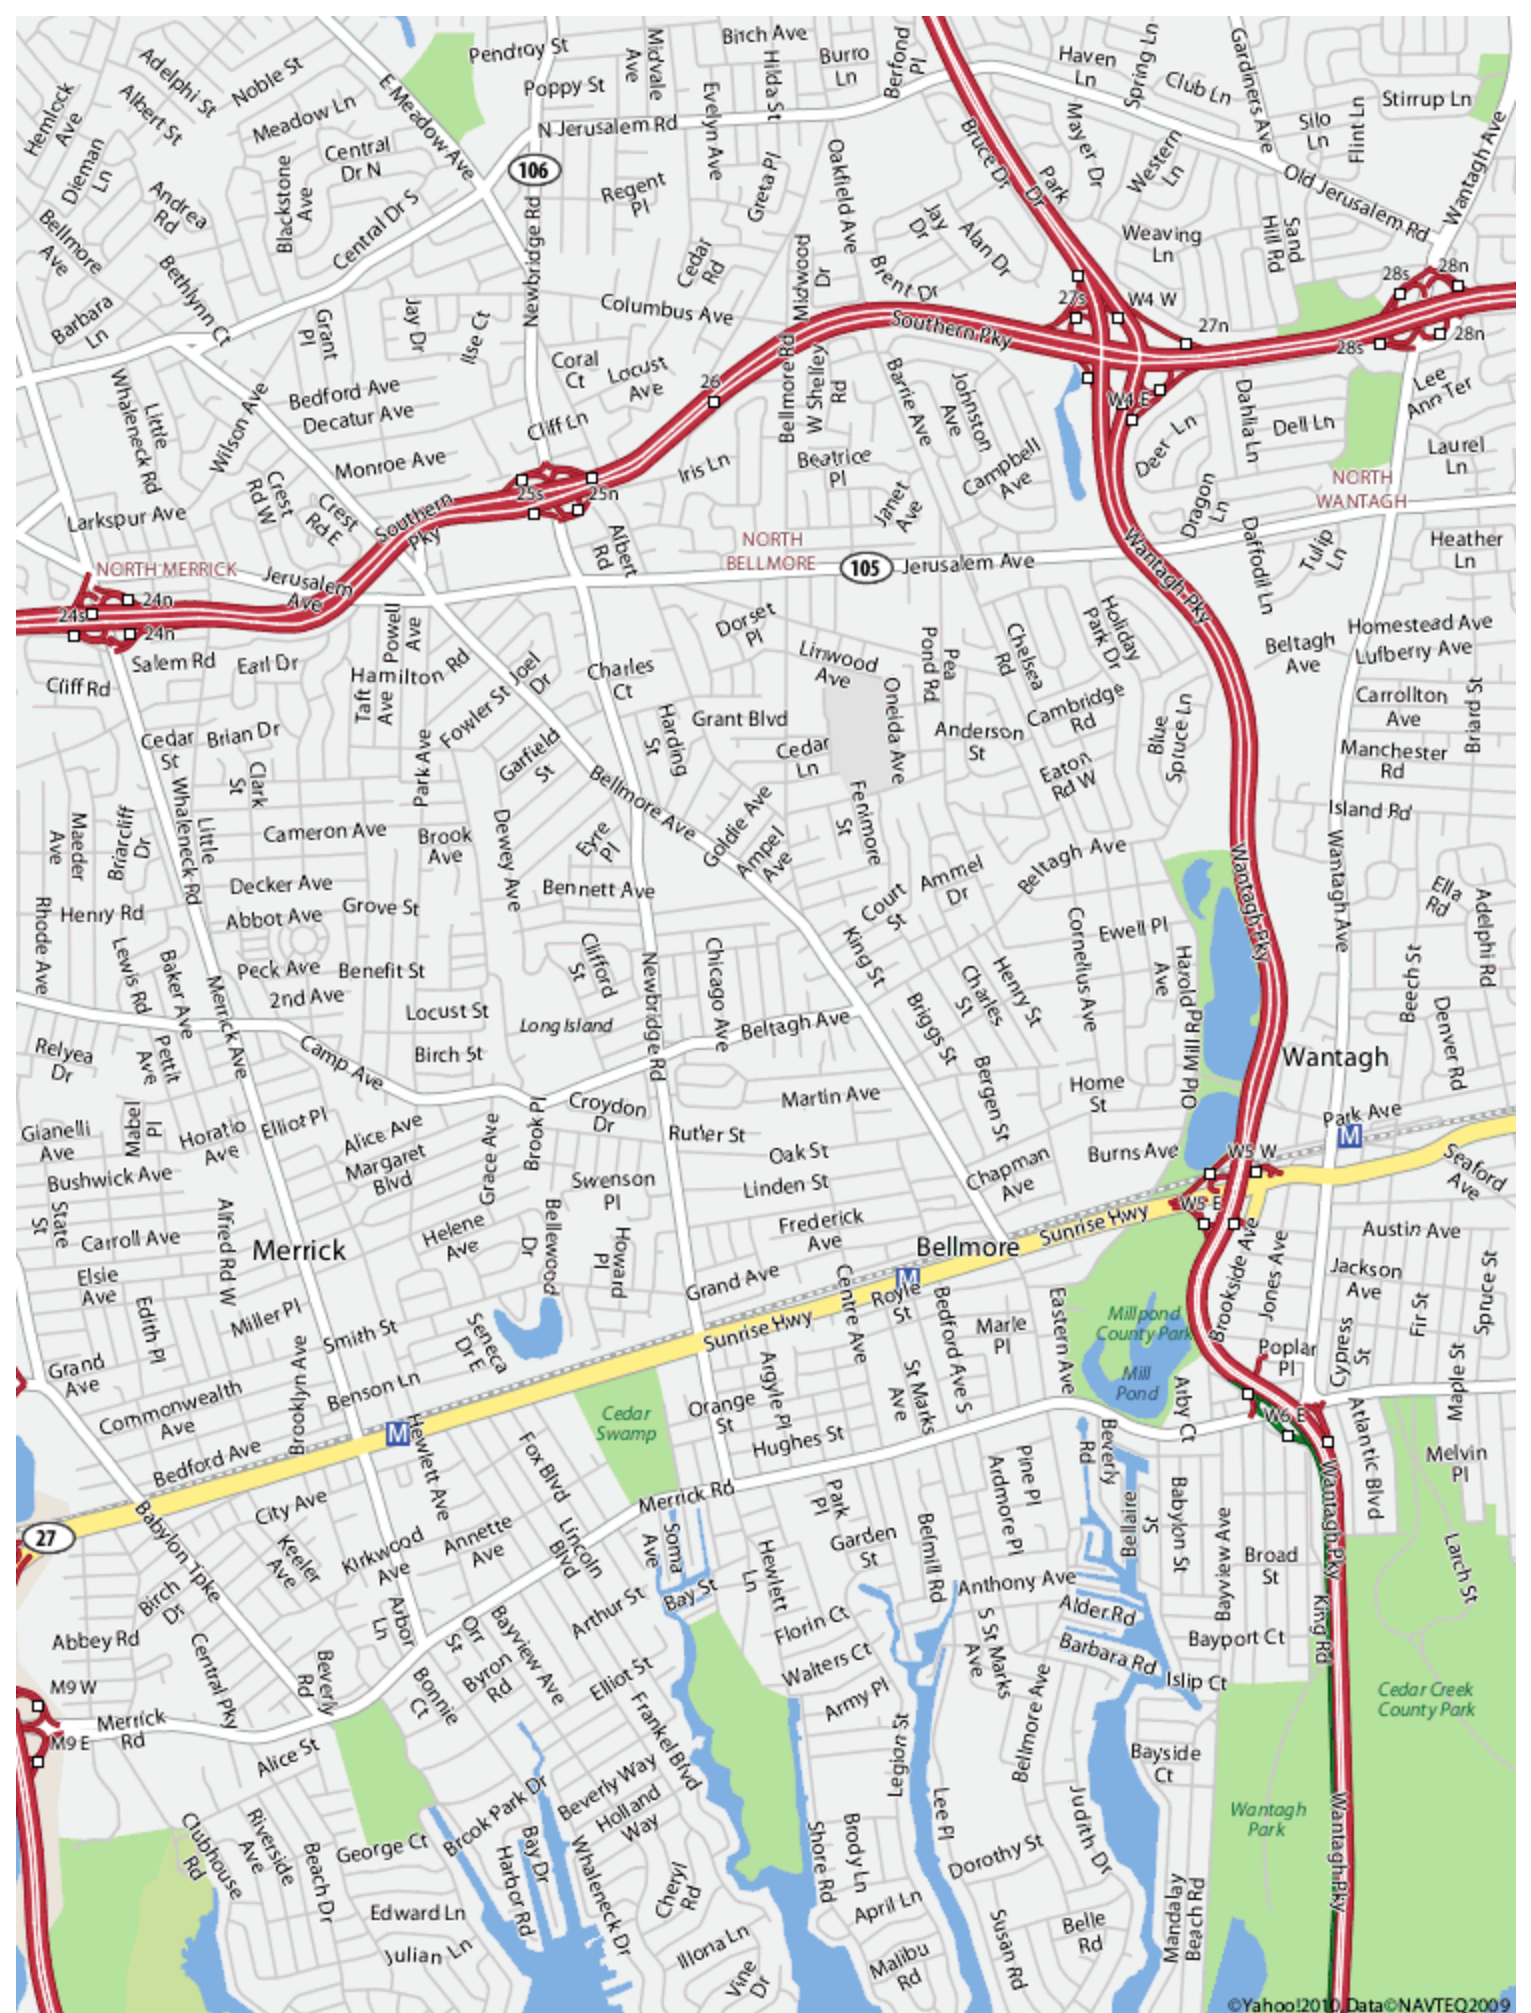 Pendroy St
Midvale
Ave
Birch Ave
Hilda St
Burro
Ln
Berfond
Pl
Haven
Ln
Spring Ln
Club Ln
Gardiners Ave
Stirrup Ln
Hemlock
Ave
Adelphi St
Albert St
Noble St
Meadow Ln
E Meadow Ave
Poppy St
Evelyn Ave
N Jerusalem Rd
Silo
Ln
Flint Ln
Wantagh Ave
Dieman
Ln
Central
Dr N
106
Regent
Pl
Greta Pl
Oakfield Ave
Bruce Dr
Park
Dr
Mayer Dr
Western
Ln
Old Jerusalem Rd
Andrea
Rd
Blackstone
Ave
Central Dr S
Newbridge Rd
Cedar
Rd
Midwood
Dr
Jay
Dr
Alan Dr
Weaving
Ln
Sand
Hill Rd
Bellmore
Ave
Bethlynn Ct
Brent Dr
28s
28n
27s
W4 W
Barbara
Ln
Grant
Pl
Jay Dr
Ilse Ct
Columbus Ave
Southern Pky
27n
28s
28n
Coral
Ct
Locust
Ave
26
Bellmore Rd
W Shelley
Rd
Barrie Ave
Johnston
Ave
W4 E
Lee
Ann Ter
Little
Whaleneck Rd
Wilson Ave
Bedford Ave
Decatur Ave
Cliff Ln
Deer Ln
Dahlia Ln
Dell Ln
Monroe Ave
Iris Ln
Beatrice
Pl
Campbell
Ave
Laurel
Ln
Crest
Rd W
Crest
Rd E
25s
25n
Janet
Ave
Dragon
Ln
NORTH
WANTAGH
Larkspur Ave
Southern
Pky
Albert
Rd
NORTH
BELLMORE
105
Jerusalem Ave
Wantagh Pky
Daffodil Ln
Tulip
Ln
Heather
Ln
NORTH MERRICK
Jerusalem
Ave
24n
24s
24n
Powell
Ave
Dorset
Pl
Holiday
Park Dr
Homestead Ave
Salem Rd
Earl Dr
Hamilton Rd
Joel
Dr
Charles
Ct
Linwood
Ave
Pea
Pond Rd
Chelsea
Rd
Beltagh
Ave
Lufberry Ave
Cliff Rd
Taft
Ave
Fowler St
Oneida Ave
Cambridge
Rd
Carrollton
Ave
Briard St
Cedar
St
Brian Dr
Park Ave
Garfield
St
Harding
St
Grant Blvd
Cedar
Ln
Anderson
St
Blue
Spruce Ln
Manchester
Rd
Clark
St
Little
Whaleneck Rd
Bellmore Ave
Eaton
Rd W
Maeder
Ave
Briarcliff
Dr
Cameron Ave
Brook
Ave
Dewey Ave
Eyre
Pl
Goldie Ave
Ampel
Ave
Fenimore
St
Island Rd
Beltagh Ave
Wantagh Pky
Wantagh Ave
Decker Ave
Bennett Ave
Ammel
Dr
Court
St
Ella
Rd
Adelphi Rd
Rhode Ave
Henry Rd
Abbot Ave
Grove St
Ewell Pl
Cornelius Ave
Lewis Rd
Baker Ave
Peck Ave
Benefit St
Clifford
St
Newbridge Rd
Chicago Ave
King St
Charles
St
Henry St
Harold
Ave
Beech St
Denver Rd
2nd Ave
Merrick Ave
Locust St
Long Island
Beltagh Ave
Briggs St
Old Mill Rd
Relyea
Dr
Pettit
Ave
Camp Ave
Birch St
Bergen St
Wantagh
Martin Ave
Home
St
Gianelli
Ave
Mabel
Pl
Horatio
Ave
Elliot Pl
Alice Ave
Grace Ave
Brook Pl
Croydon
Dr
Rutler St
Park Ave
M
Oak St
Burns Ave
W5 W
Bushwick Ave
Margaret
Blvd
Swenson
Pl
Linden St
Chapman
Ave
Seaford
Ave
State
St
Alfred Rd W
Carroll Ave
Merrick
Helene
Ave
Bellewood
Dr
Howard
Pl
Frederick
Ave
Bellmore
Sunrise Hwy
W5 E
Brookside Ave
Jones Ave
Austin Ave
Elsie
Ave
Grand Ave
Centre Ave
M
Royle
St
Bedford Ave S
Eastern Ave
Jackson
Ave
Spruce St
Edith Pl
Miller Pl
Smith St
Seneca
Dr E
Sunrise Hwy
Marle
Pl
Millpond
County Park
Fir St
Grand
Ave
Brooklyn Ave
Benson Ln
Argyle Pl
St Marks
Ave
Mill
Pond
Poplar
Pl
Cypress
St
Maple St
Commonwealth
Ave
Cedar
Swamp
Orange
St
Arby Ct
W6 E
Atlantic Blvd
Bedford Ave
M
Hewlett Ave
Fox Blvd
Hughes St
Beverly
Rd
Melvin
Pl
27
City Ave
Merrick Rd
Park
Pl
Pine Pl
Ardmore Pl
Bellaire
St
Babylon St
Wantagh Pky
Babylon Tpke
Keeler
Ave
Kirkwood
Ave
Annette
Ave
Lincoln
Blvd
Soma
Ave
Hewlett
Ln
Garden
St
Belmill Rd
Bayview Ave
Broad
St
Larch St
Birch
Dr
Arbor
Ln
Arthur St
Bay St
Florin Ct
Anthony Ave
Alder Rd
King Rd
Abbey Rd
Central Pky
Beverly
Rd
Orr
St
Bayview Ave
Walters Ct
S St Marks
Ave
Barbara Rd
Bayport Ct
M9 W
Bonnie
Ct
Byron
Rd
Elliot St
Army Pl
Islip Ct
Cedar Creek
County Park
Merrick
Rd
M9 E
Alice St
Frankel Blvd
Legion St
Bellmore Ave
Bayside
Ct
Beverly Way
Holland
Way
Clubhouse
Rd
Riverside
Ave
Beach Dr
George Ct
Brook Park Dr
Bay Dr
Harbor Rd
Whaleneck Dr
Shore Rd
Brody Ln
Lee Pl
Judith Dr
Wantagh
Park
Wantagh Pky
Dorothy St
Cheryl
Rd
Edward Ln
April Ln
Susan Rd
Belle
Rd
Mandalay
Beach Rd
Julian Ln
Illona Ln
Vine
Dr
Malibu
Rd
©Yahoo!2010,Data©NAVTEQ2009